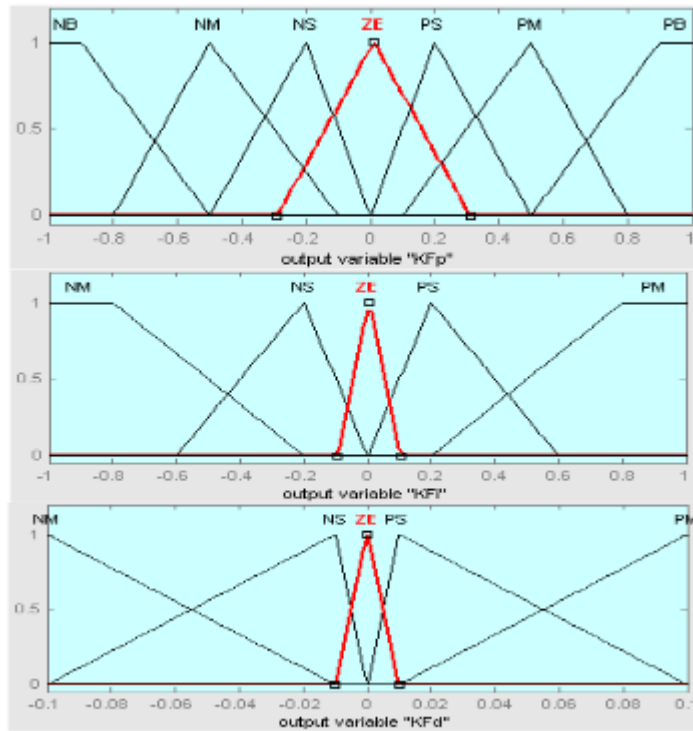 NB NM NS ZE PS PM PB
1
0.5
0
-1 -0.8 -0.6 -0.4 -0.2 0 0.2 0.4 0.6 0.8 1
output variable "KFp"
NM NS ZE PS PM
1
0.5
0
-1 -0.8 -0.6 -0.4 -0.2 0 0.2 0.4 0.6 0.8 1
output variable "KFI"
NM NS ZE PS PM
1
0.5
0
-0.1 -0.08 -0.06 -0.04 -0.02 0 0.02 0.04 0.06 0.08 0.1
output variable "KFd"